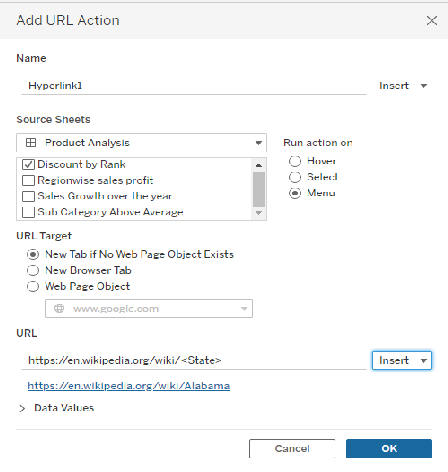 Add URL Action
Name
Hyperlink1 Insert
Source Sheets
Product Analysis
Run action on
Discount by Rank
Regionwise sales profit
Sales Growth over the year
Sub Category Above Average
Hover
Select
Menu
URL Target
New Tab if No Web Page Object Exists
New Browser Tab
Web Page Object
www.google.com
URL
https://en.wikipedia.org/wiki/<State> Insert
https://en.wikipedia.org/wiki/Alabama
Data Values
Cancel OK